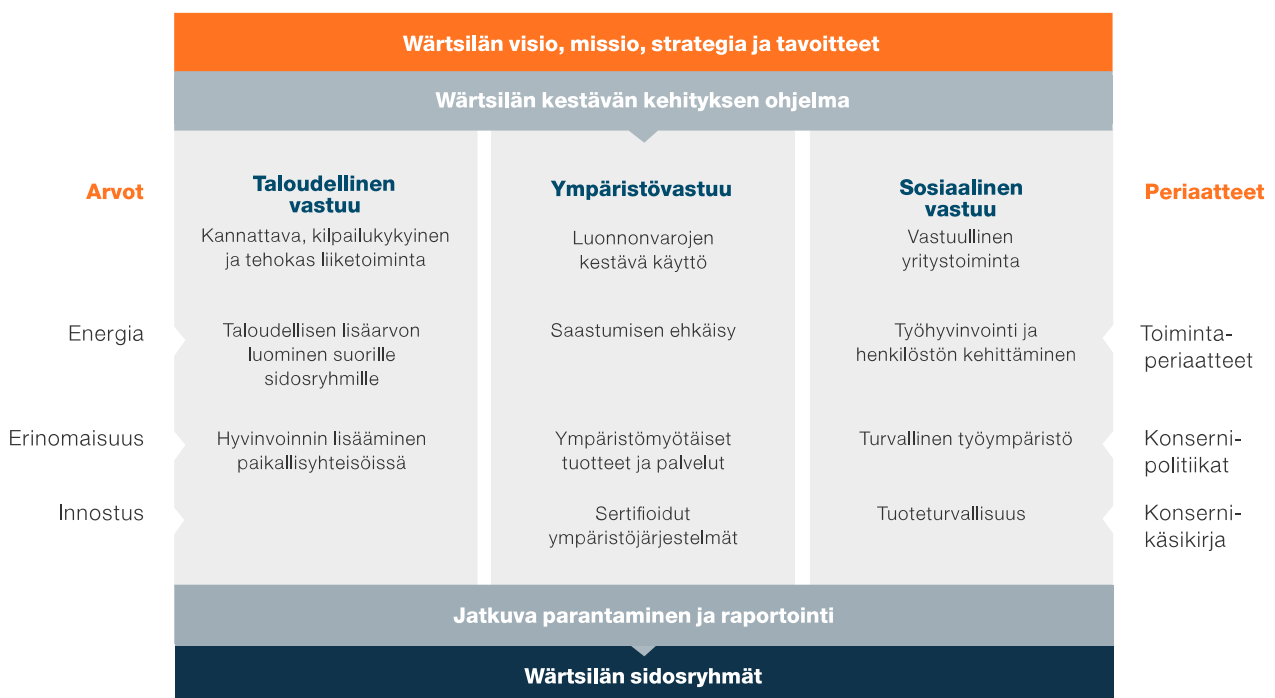 Wärtsilän visio, missio, strategia ja tavoitteet
Wärtsilän kestävän kehityksen ohjelma
Arvot
Energia
Erinomaisuus
Innostus
Taloudellinen
vastuu
Kannattava, kilpailukykyinen
ja tehokas liiketoiminta
Taloudellisen lisäarvon
luominen suorille
sidosryhmille
Hyvinvoinnin lisääminen
paikallisyhteisöissä
Ympäristövastuu
Luonnonvarojen
kestävä käyttö
Saastumisen ehkäisy
Ympäristömyötäiset
tuotteet ja palvelut
Sertifioidut
ympäristöjärjestelmät
Sosiaalinen
vastuu
Vastuullinen
yritystoiminta
Työhyvinvointi ja
henkilöstön kehittäminen
Turvallinen työympäristö
Tuoteturvallisuus
Periaatteet
Toiminta-
periaatteet
Konserni-
politiikat
Konserni-
käsikirja
Jatkuva parantaminen ja raportointi
Wärtsilän sidosryhmät